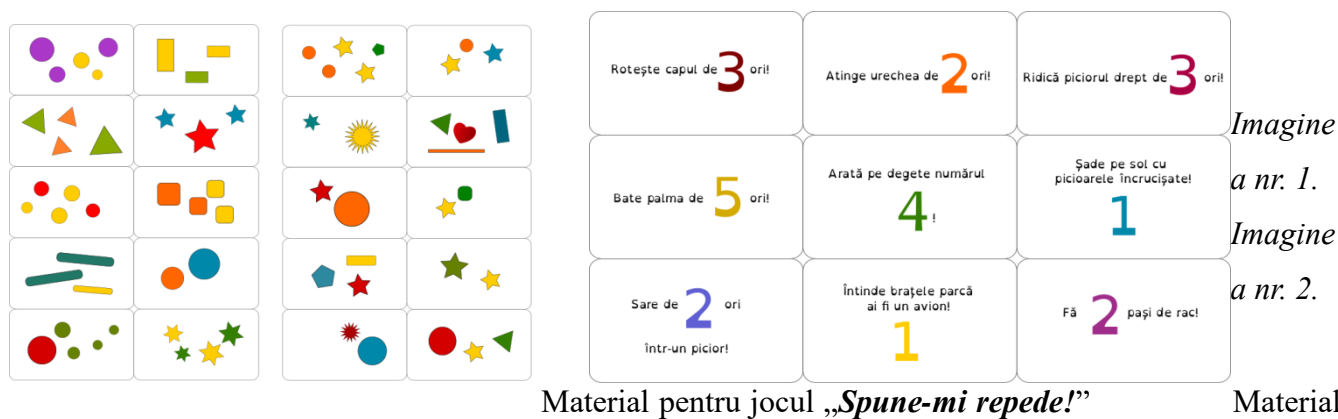 Rotește capul de 3 ori!
Atinge urechea de 2 ori!
Ridică piciorul drept de 3 ori!
Bate palma de 5 ori!
Arată pe degete numărul
4 !
Șade pe sol cu
picioarele încrucișate!
1
Sare de 2 ori
într-un picior!
Întinde brațele parcă
ai fi un avion!
1
Fă 2 pași de rac!
Imagine
a nr. 1.
Imagine
a nr. 2.
Material pentru jocul „Spune-mi repede!” Material